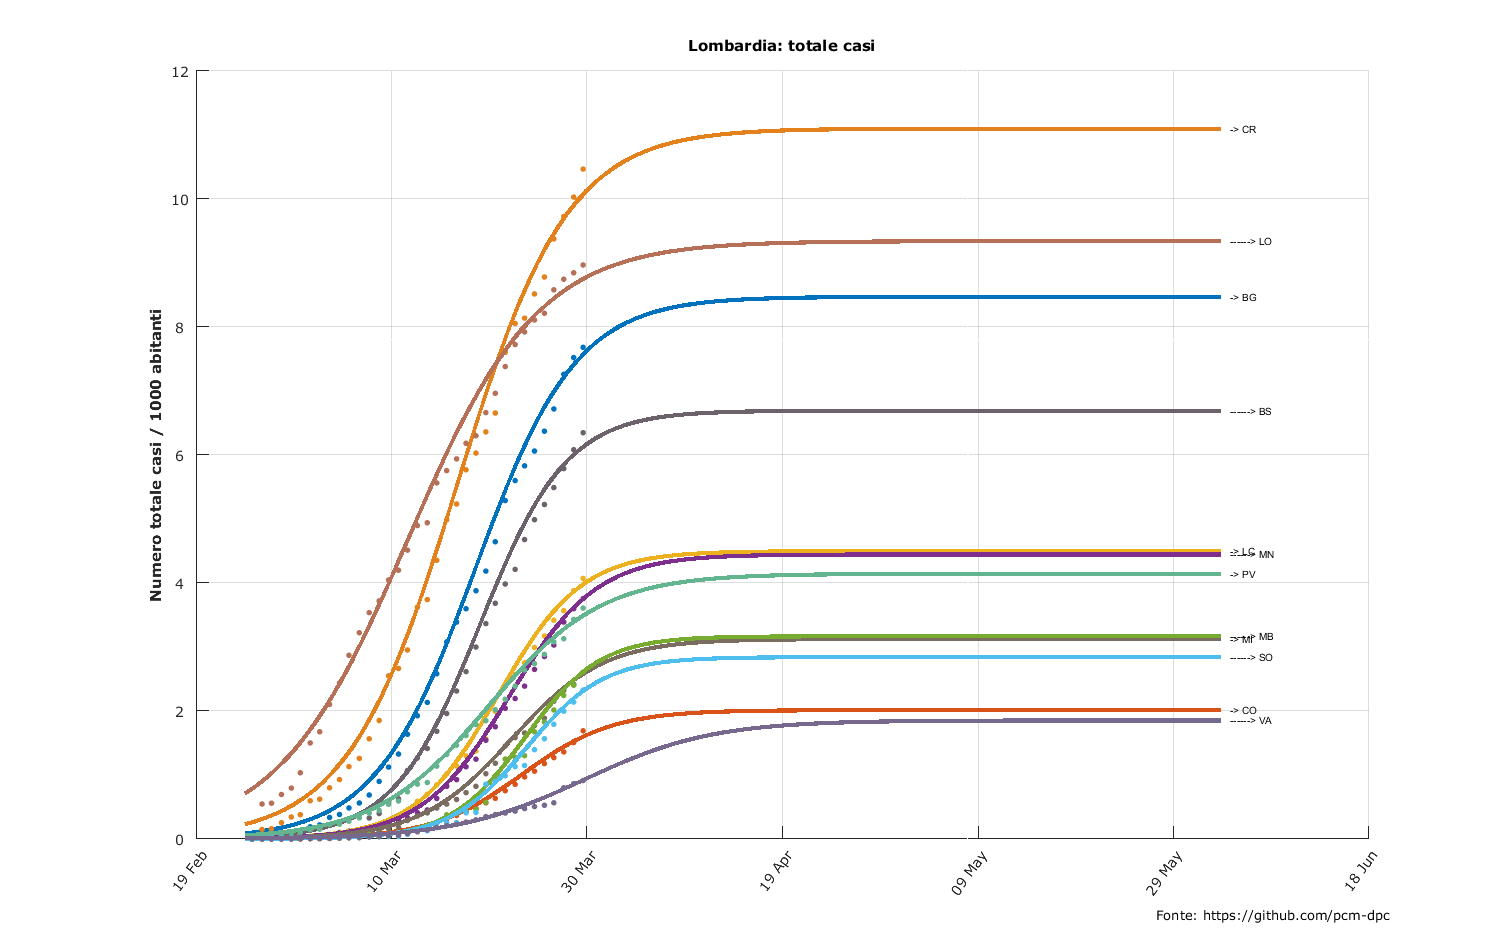 Lombardia: totale casi
Numero totale casi / 1000 abitanti
12
10
8
6
4
2
0
-> CR
------> LO
-> BG
------> BS
-> LC
------> MN
-> PV
------> MB
-> MI
------> SO
-> CO
------> VA
19 Feb
10 Mar
30 Mar
19 Apr
09 May
29 May
18 Jun
Fonte: https://github.com/pcm-dpc